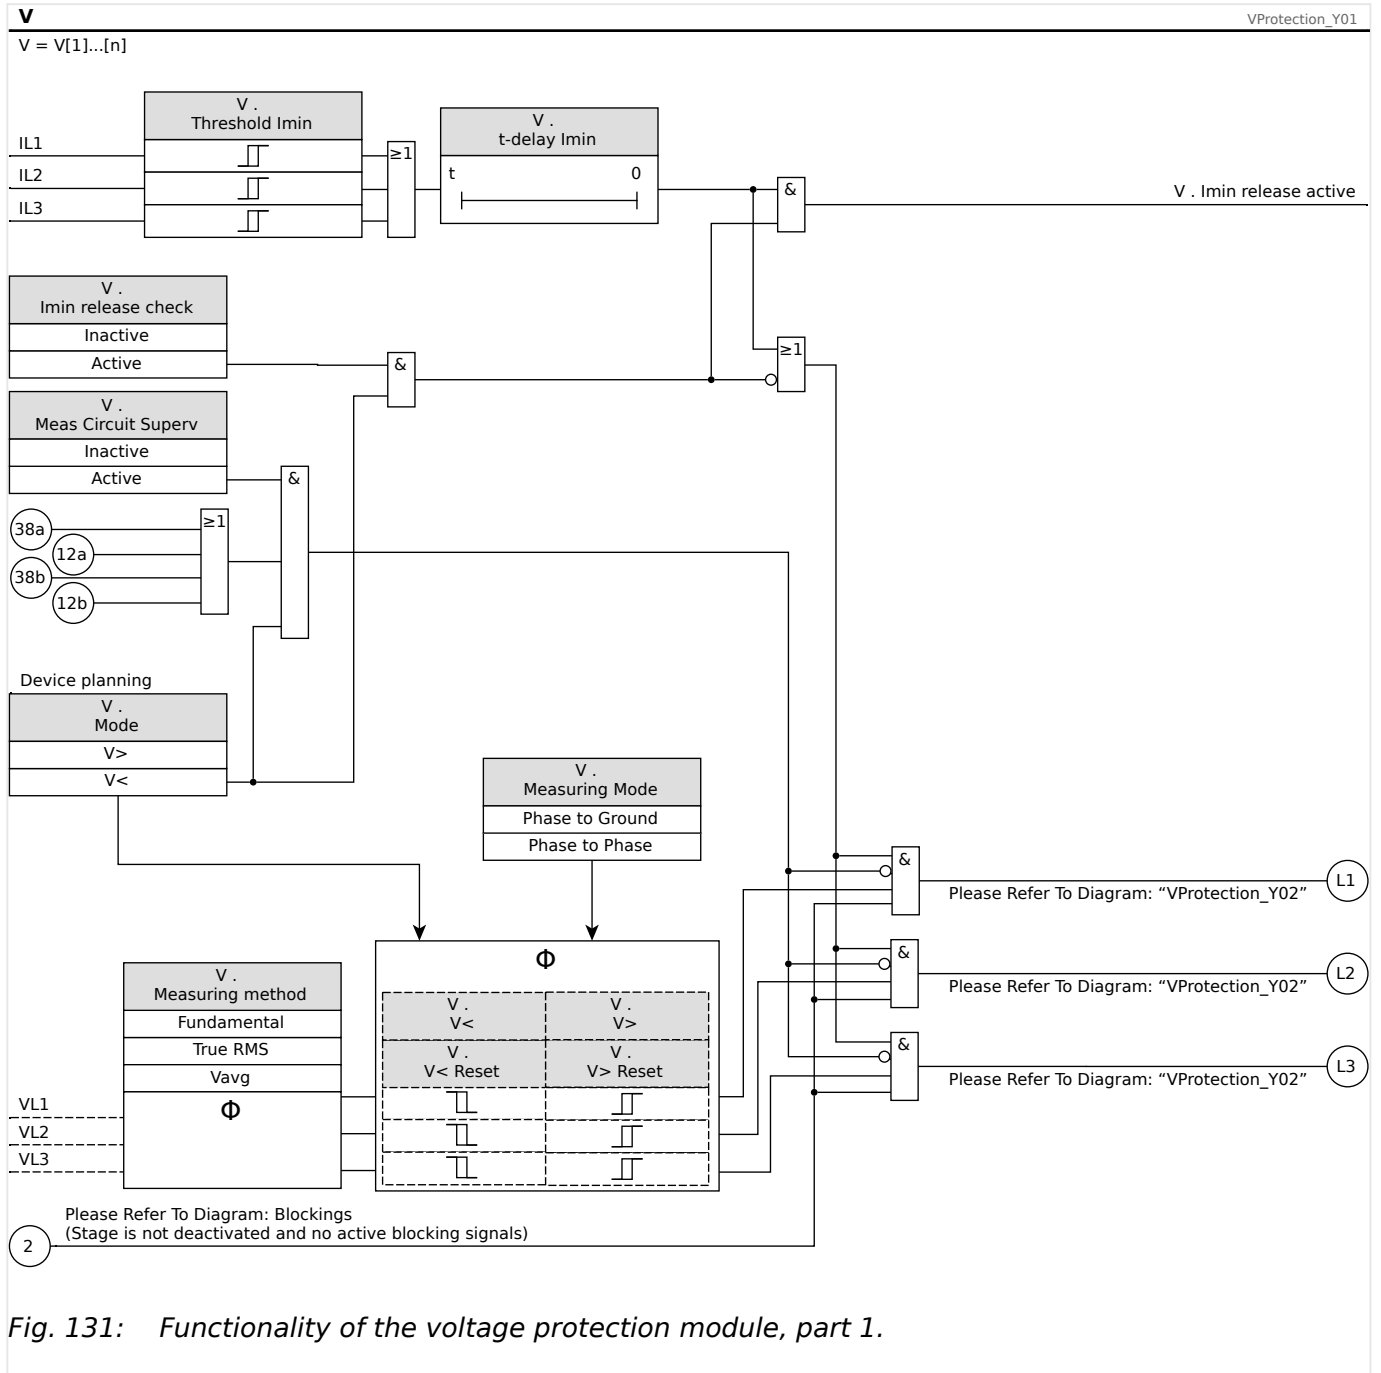 V
VProtection_Y01
V = V[1]...[n]
V .
Threshold Imin
IL1
IL2
IL3
≥1
V .
t-delay Imin
t
0
&
V . Imin release active
V .
Imin release check
Inactive
Active
&
≥1
V .
Meas Circuit Superv
Inactive
Active
&
38a
12a
38b
12b
≥1
Device planning
V .
Mode
V>
V<
V .
Measuring Mode
Phase to Ground
Phase to Phase
&
Please Refer To Diagram: “VProtection_Y02”
L1
&
Please Refer To Diagram: “VProtection_Y02”
L2
&
Please Refer To Diagram: “VProtection_Y02”
L3
V .
Measuring method
Fundamental
True RMS
Vavg
Φ
VL1
VL2
VL3
Φ
V .
V<
V .
V>
V .
V< Reset
V .
V> Reset
Please Refer To Diagram: Blockings
(Stage is not deactivated and no active blocking signals)
2
Fig. 131: Functionality of the voltage protection module, part 1.